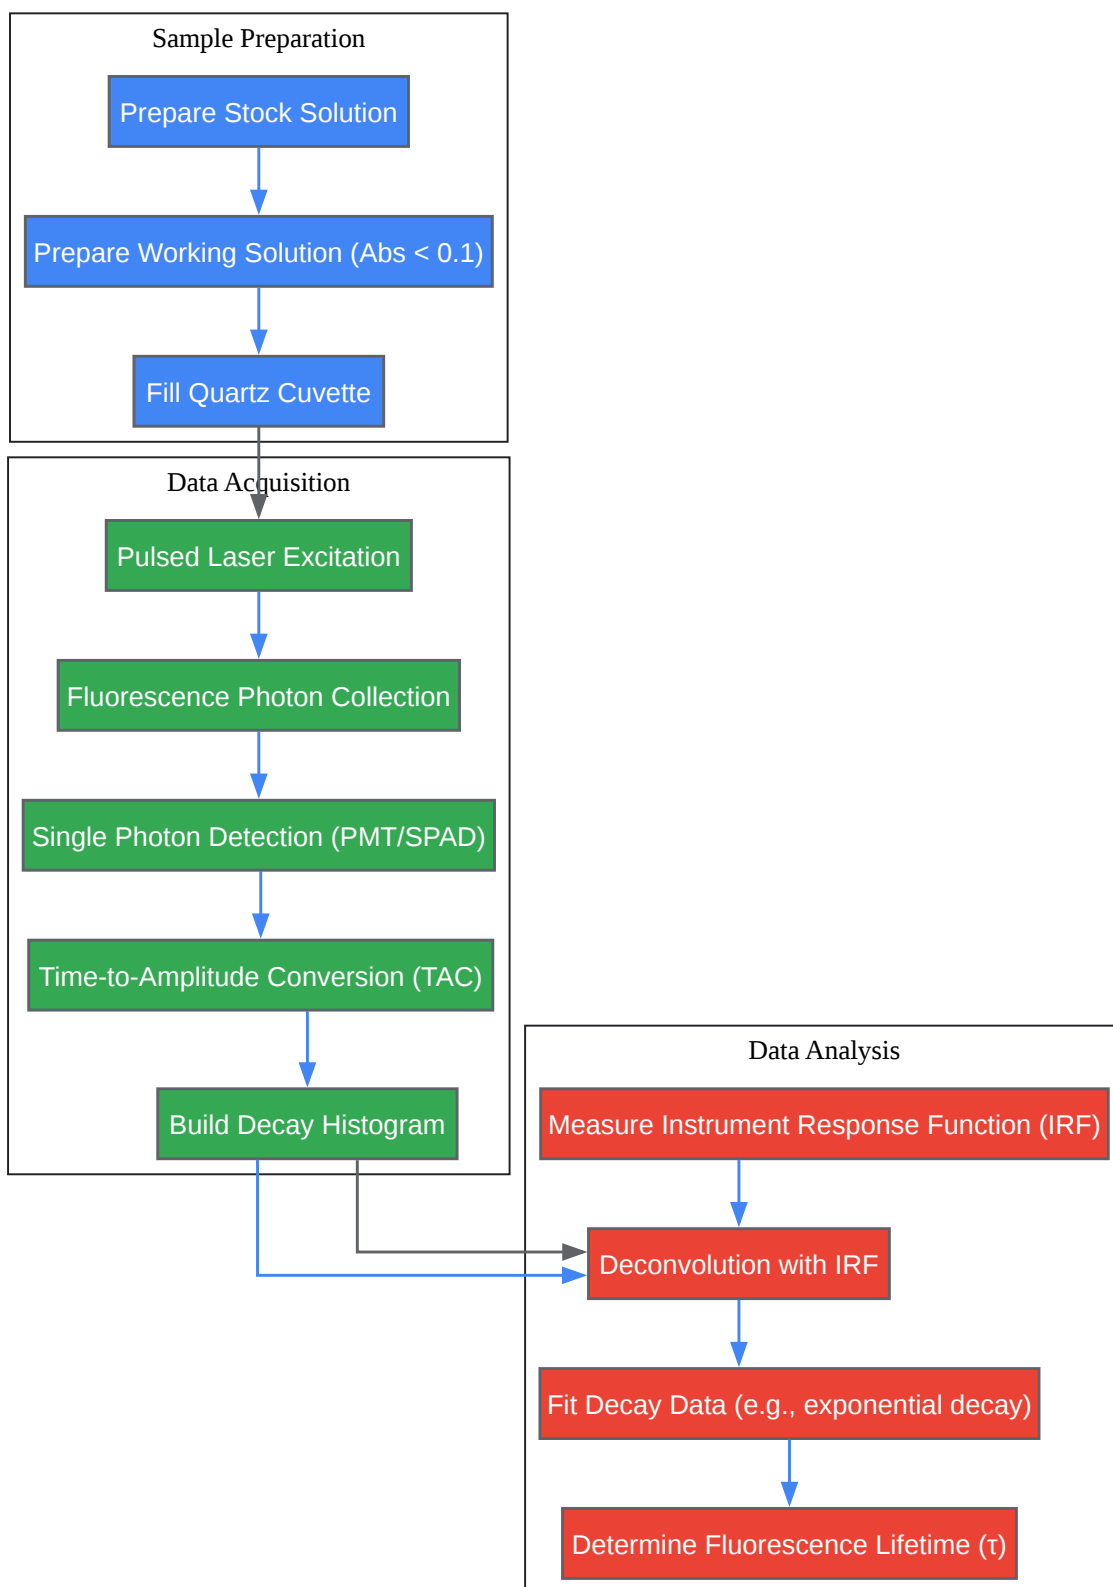 Sample Preparation
Prepare Stock Solution
Prepare Working Solution (Abs < 0.1)
Fill Quartz Cuvette
Data Acquisition
Pulsed Laser Excitation
Fluorescence Photon Collection
Single Photon Detection (PMT/SPAD)
Time-to-Amplitude Conversion (TAC)
Build Decay Histogram
Data Analysis
Measure Instrument Response Function (IRF)
Deconvolution with IRF
Fit Decay Data (e.g., exponential decay)
Determine Fluorescence Lifetime (τ)